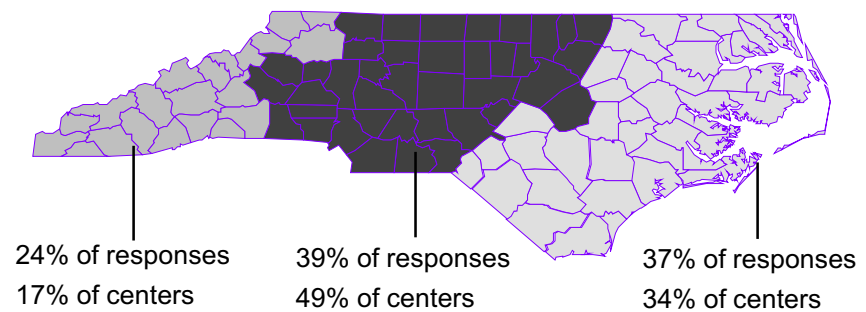 24% of responses
17% of centers
39% of responses
49% of centers
37% of responses
34% of centers